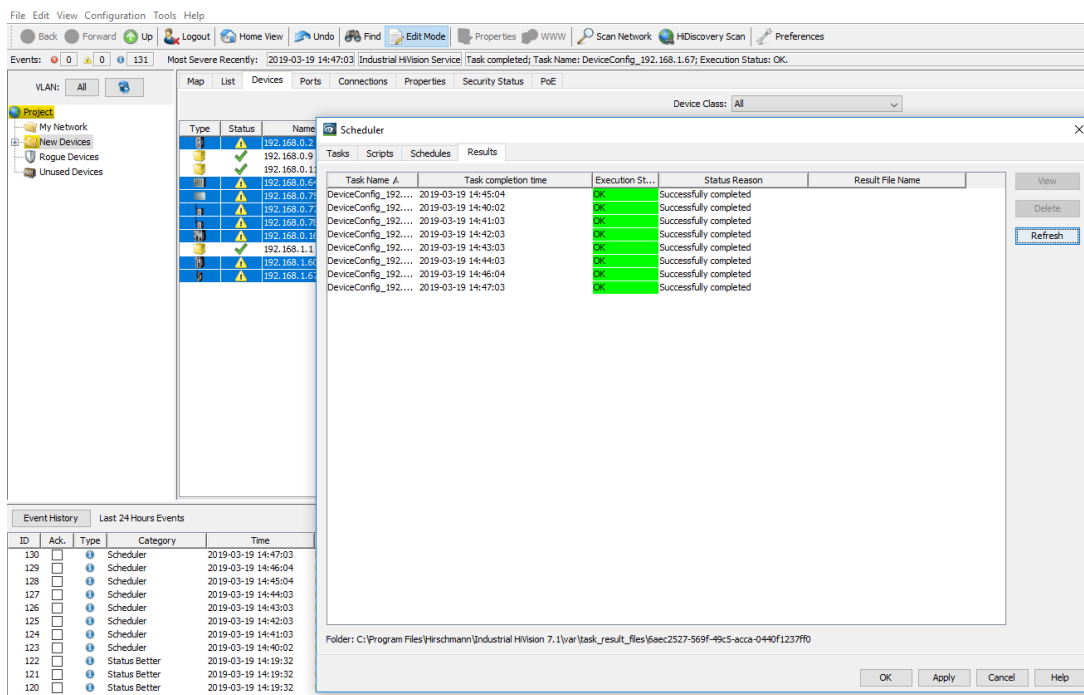 File Edit View Configuration Tools Help
Back Forward Up Logout Home View Undo Find Edit Mode Properties WWW Scan Network HiDiscovery Scan Preferences
Events: 0 0 131 Most Severe Recently: 2019-03-19 14:47:03 Industrial HiVision Service Task completed; Task Name: DeviceConfig_192.168.1.67; Execution Status: OK.
VLAN: All
Map List Devices Ports Connections Properties Security Status PoE
Device Class: All
Project
My Network
New Devices
Rogue Devices
Unused Devices
Type Status Name
192.168.0.2
192.168.0.9
192.168.0.1
192.168.0.64
192.168.0.75
192.168.0.77
192.168.0.78
192.168.0.16
192.168.1.1
192.168.1.60
192.168.1.67
Scheduler
Tasks Scripts Schedules Results
Task Name Task completion time Execution St... Status Reason Result File Name
DeviceConfig_192.... 2019-03-19 14:45:04 OK Successfully completed
DeviceConfig_192.... 2019-03-19 14:40:02 OK Successfully completed
DeviceConfig_192.... 2019-03-19 14:41:03 OK Successfully completed
DeviceConfig_192.... 2019-03-19 14:42:03 OK Successfully completed
DeviceConfig_192.... 2019-03-19 14:43:03 OK Successfully completed
DeviceConfig_192.... 2019-03-19 14:44:03 OK Successfully completed
DeviceConfig_192.... 2019-03-19 14:46:04 OK Successfully completed
DeviceConfig_192.... 2019-03-19 14:47:03 OK Successfully completed
View
Delete
Refresh
Folder: C:\Program Files\Hirschmann\Industrial HiVision 7.1\var\task_result_files\6aec2527-569f-49c5-acca-0440f1237ff0
OK Apply Cancel Help
Event History Last 24 Hours Events
ID Ack. Type Category Time
130 Scheduler 2019-03-19 14:47:03
129 Scheduler 2019-03-19 14:46:04
128 Scheduler 2019-03-19 14:45:04
127 Scheduler 2019-03-19 14:44:03
126 Scheduler 2019-03-19 14:43:03
125 Scheduler 2019-03-19 14:42:03
124 Scheduler 2019-03-19 14:41:03
123 Scheduler 2019-03-19 14:40:02
122 Status Better 2019-03-19 14:19:32
121 Status Better 2019-03-19 14:19:32
120 Status Better 2019-03-19 14:19:32